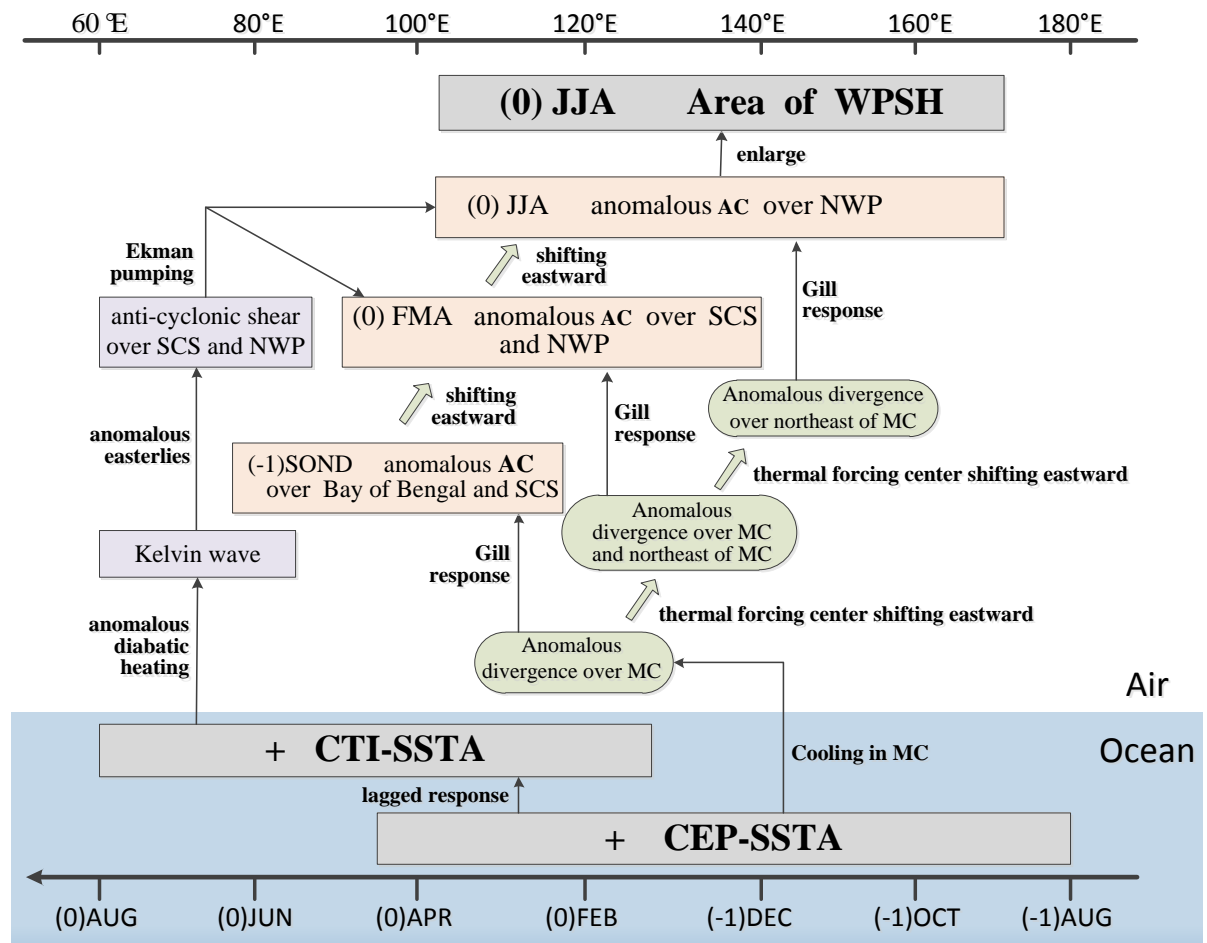 60 °E 80°E 100°E 120°E 140°E 160°E 180°E
(0) JJA Area of WPSH
enlarge
(0) JJA anomalous AC over NWP
Ekman
pumping
shifting
eastward
Gill
response
anti-cyclonic shear
over SCS and NWP
(0) FMA anomalous AC over SCS
and NWP
Anomalous divergence
over northeast of MC
shifting
eastward
Gill
response
anomalous
easterlies
(-1)SOND anomalous AC
over Bay of Bengal and SCS
thermal forcing center shifting eastward
Anomalous
divergence over MC
and northeast of MC
Kelvin wave
Gill
response
thermal forcing center shifting eastward
anomalous
diabatic
heating
Anomalous
divergence over MC
Air
+ CTI-SSTA
Cooling in MC
Ocean
lagged response
+ CEP-SSTA
(0)AUG (0)JUN (0)APR (0)FEB (-1)DEC (-1)OCT (-1)AUG